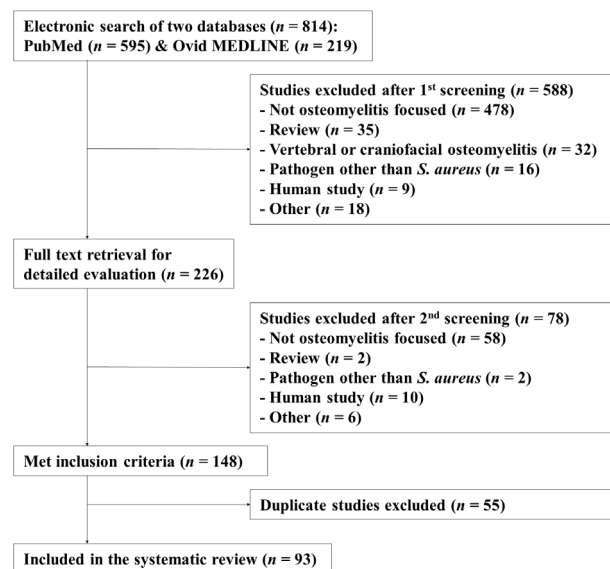 Electronic search of two databases (n = 814):
PubMed (n = 595) & Ovid MEDLINE (n = 219)
Studies excluded after 1st screening (n = 588)
- Not osteomyelitis focused (n = 478)
- Review (n = 35)
- Vertebral or craniofacial osteomyelitis (n = 32)
- Pathogen other than S. aureus (n = 16)
- Human study (n = 9)
- Other (n = 18)
Full text retrieval for
detailed evaluation (n = 226)
Studies excluded after 2nd screening (n = 78)
- Not osteomyelitis focused (n = 58)
- Review (n = 2)
- Pathogen other than S. aureus (n = 2)
- Human study (n = 10)
- Other (n = 6)
Met inclusion criteria (n = 148)
Duplicate studies excluded (n = 55)
Included in the systematic review (n = 93)